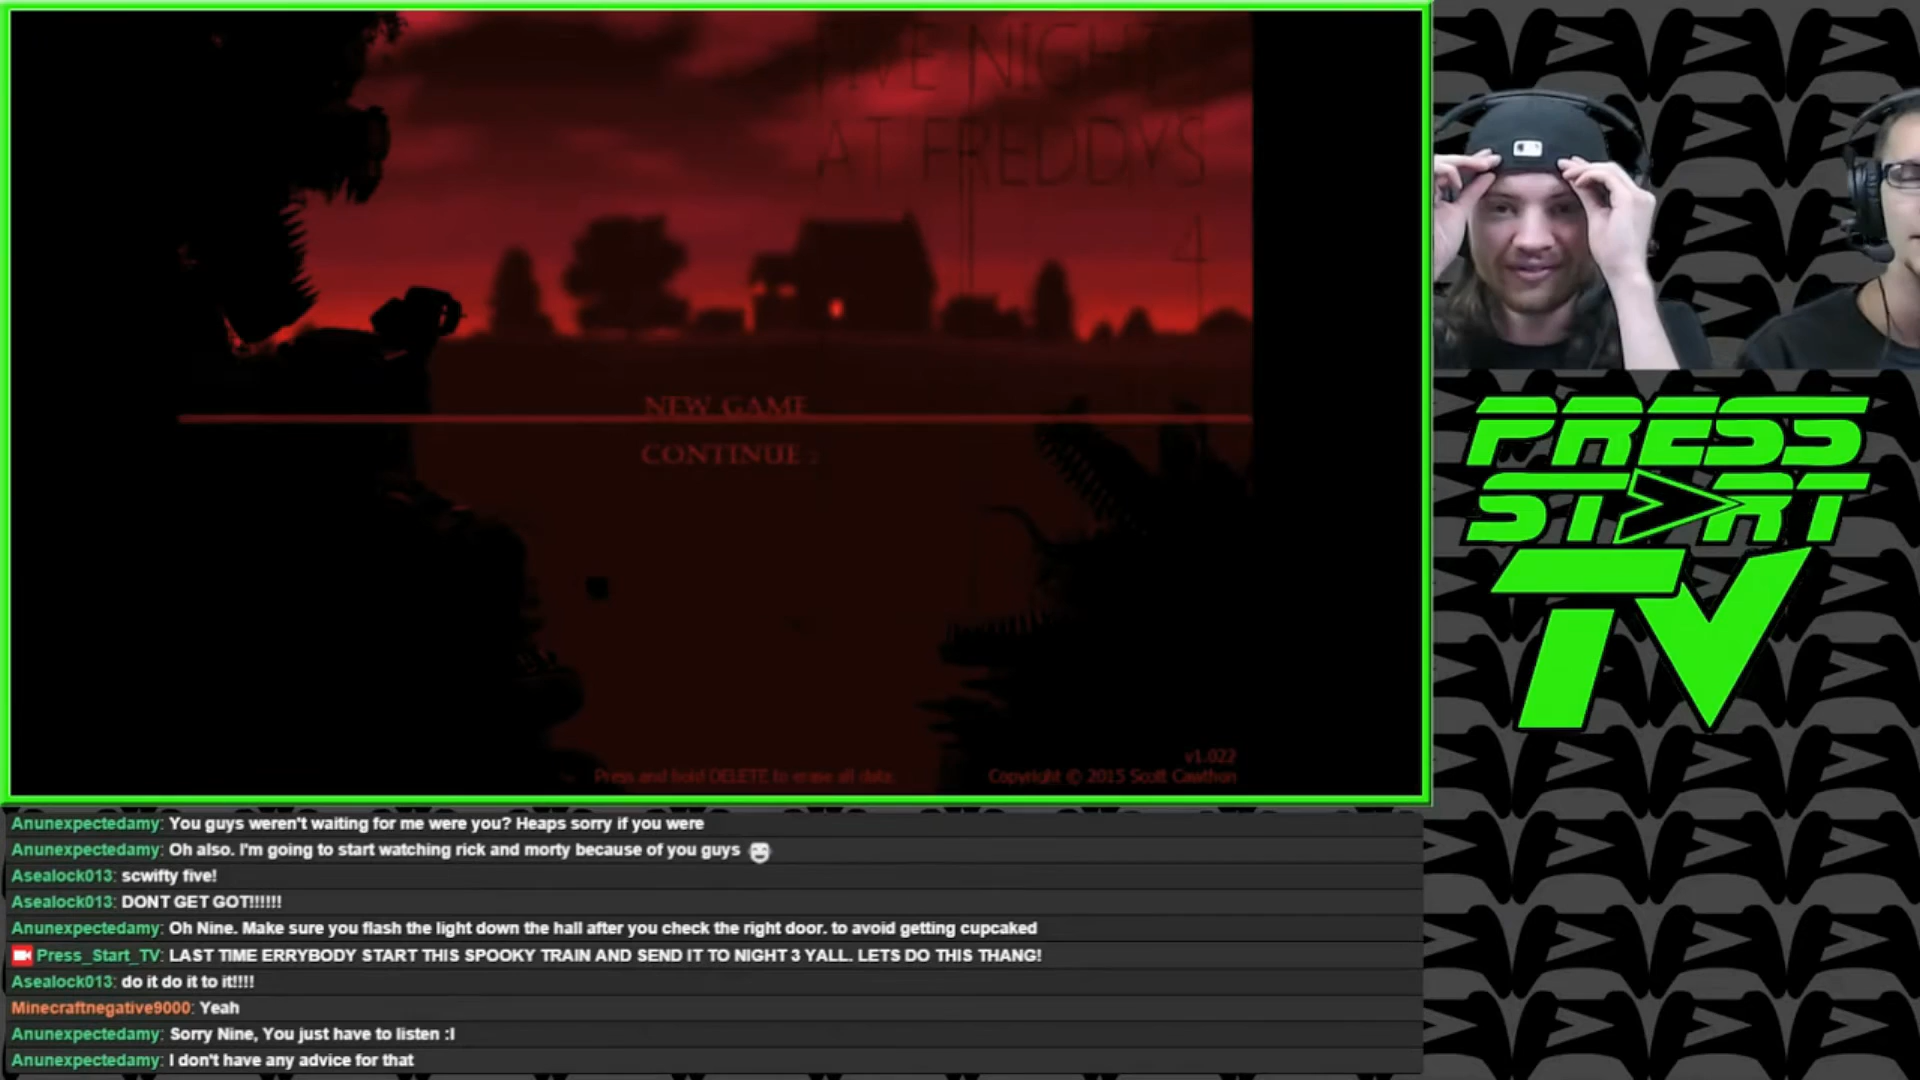 FIVE NIGHTS
AT FREDDYS
4
NEW GAME
CONTINUE
v1.022
Press and hold DELETE to erase all data.
Copyright © 2015 Scott Cawthon
PRESS
START
TV
Anunexpectedamy: You guys weren't waiting for me were you? Heaps sorry if you were
Anunexpectedamy: Oh also. I'm going to start watching rick and morty because of you guys
Asealock013: scwifty five!
Asealock013: DONT GET GOT!!!!!!
Anunexpectedamy: Oh Nine. Make sure you flash the light down the hall after you check the right door. to avoid getting cupcaked
Press_Start_TV: LAST TIME ERRYBODY START THIS SPOOKY TRAIN AND SEND IT TO NIGHT 3 YALL. LETS DO THIS THANG!
Asealock013: do it do it to it!!!!
Minecraftnegative9000: Yeah
Anunexpectedamy: Sorry Nine, You just have to listen :I
Anunexpectedamy: I don't have any advice for that